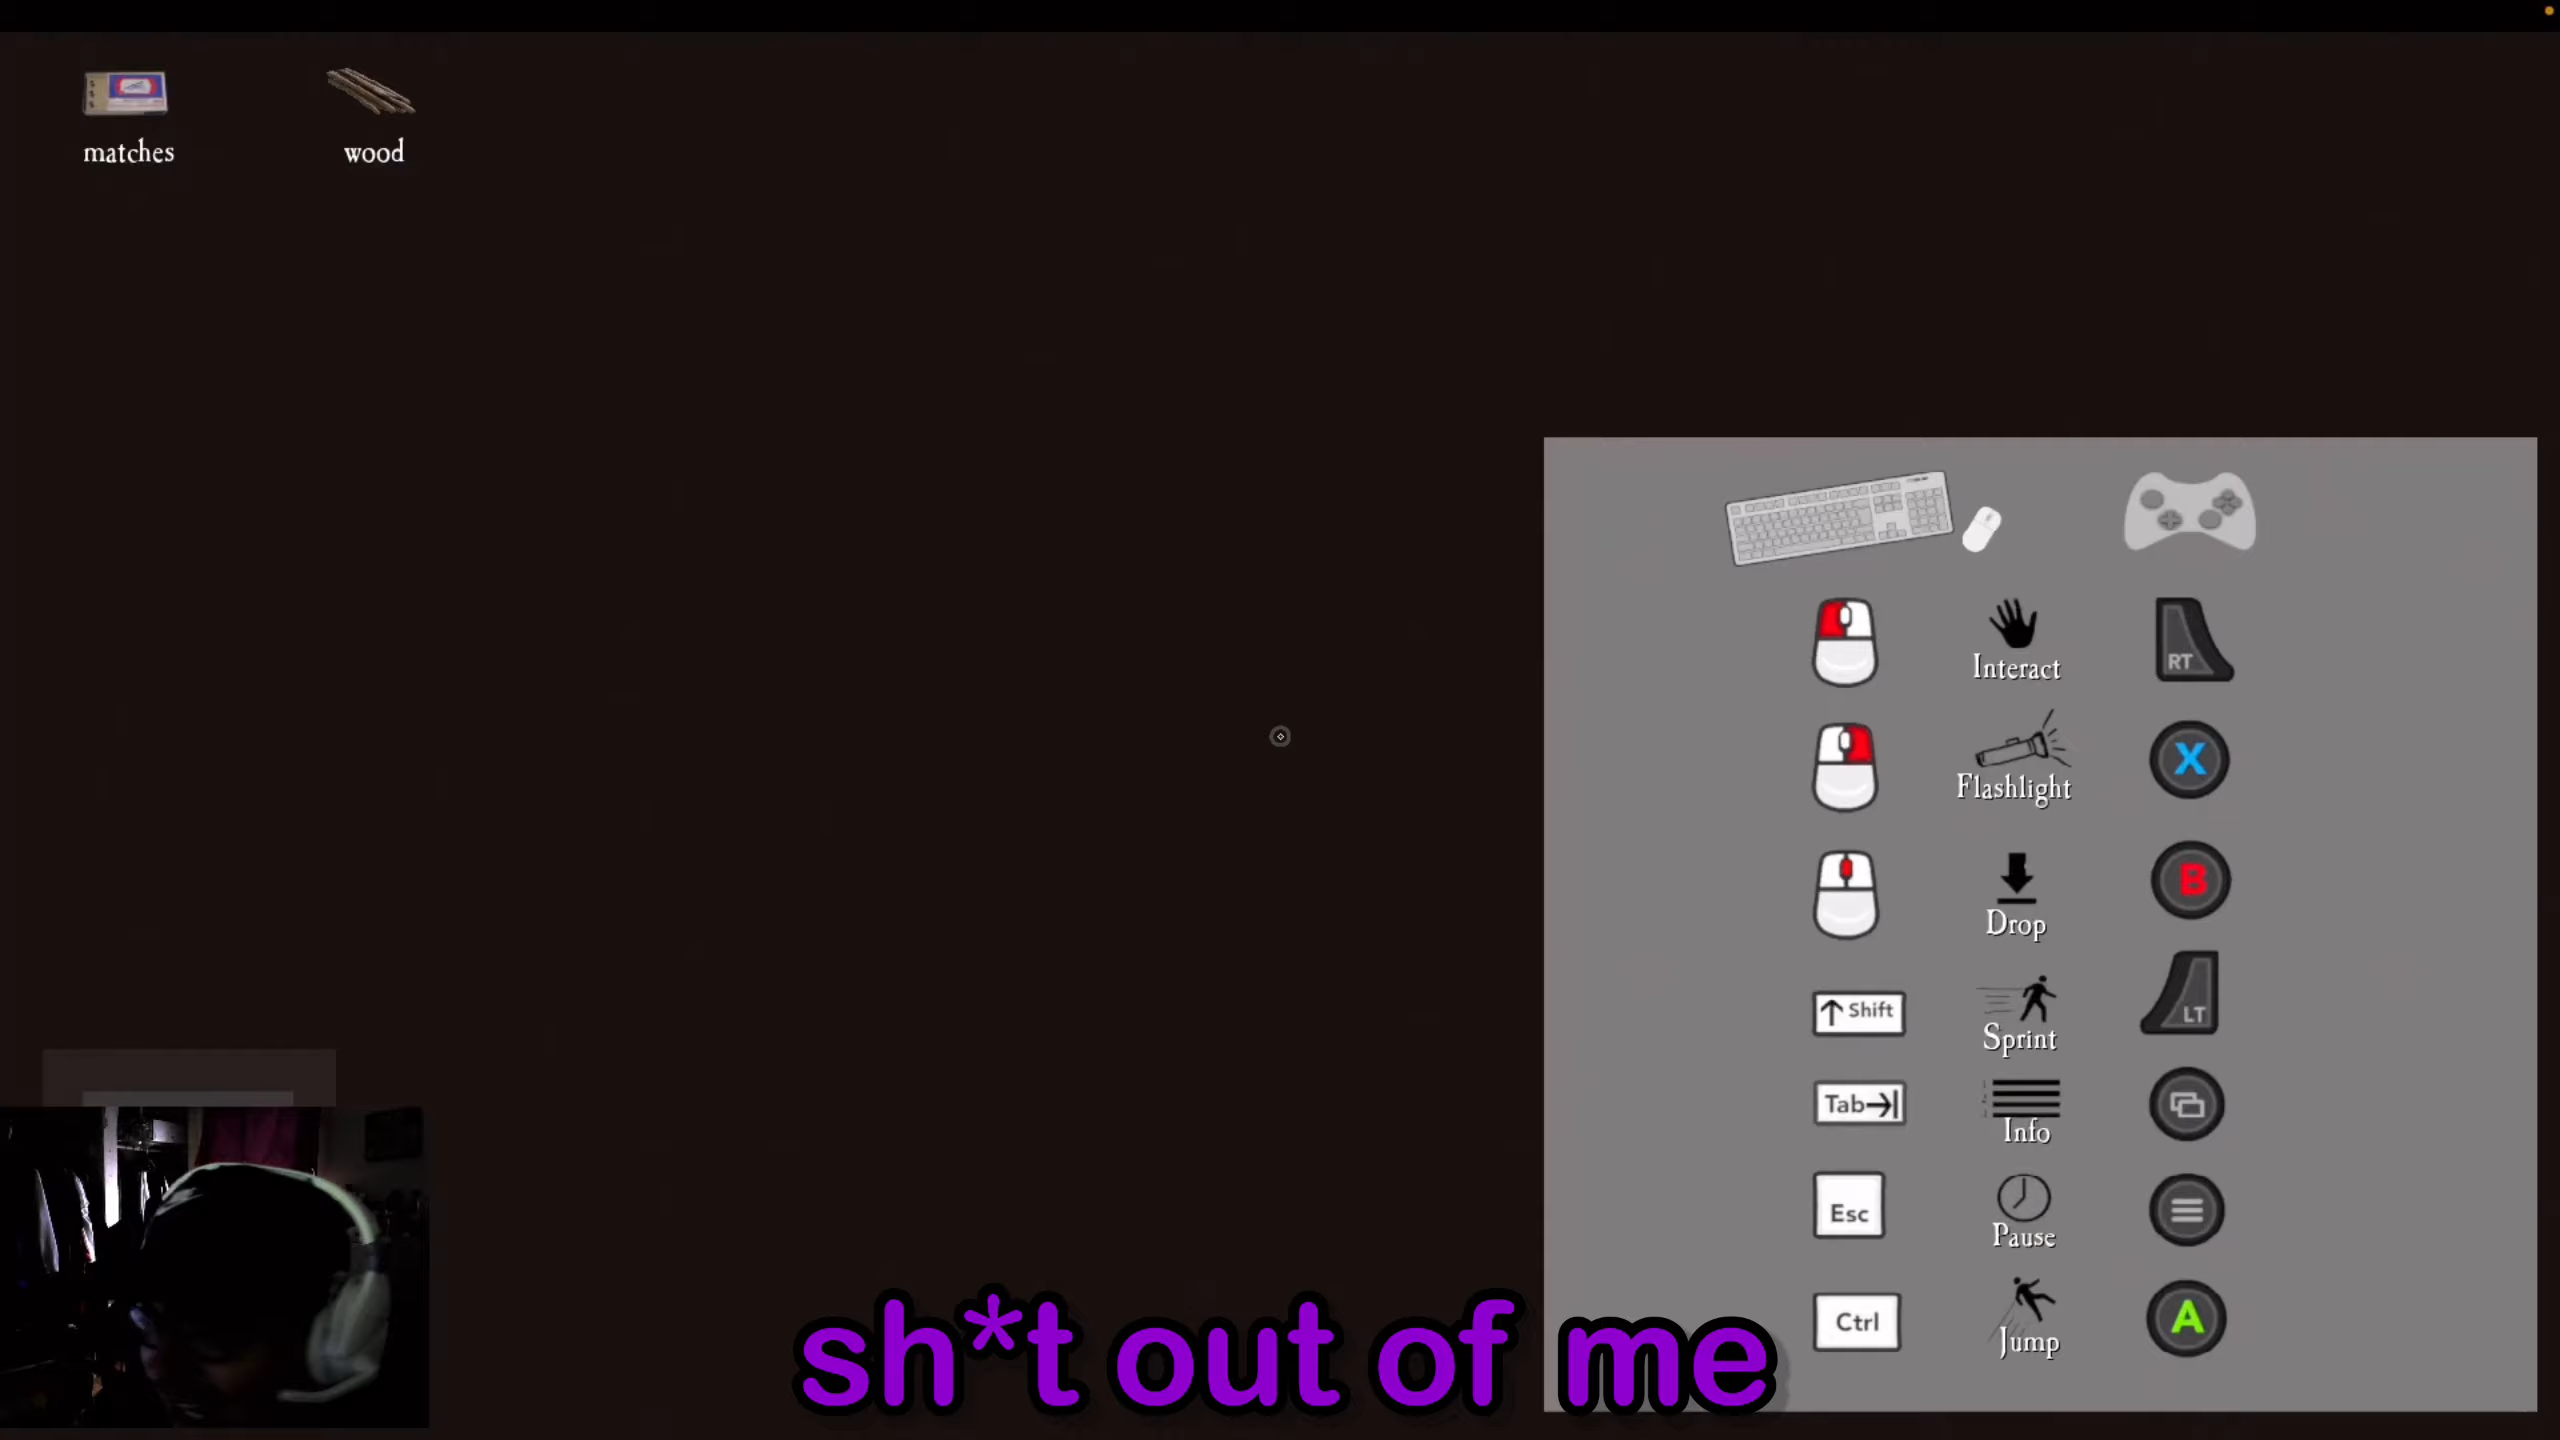 matches
wood
Interact
RT
Flashlight
X
Drop
B
Shift
Sprint
LT
Tab
Info
Esc
Pause
Ctrl
Jump
A
sh*t out of me